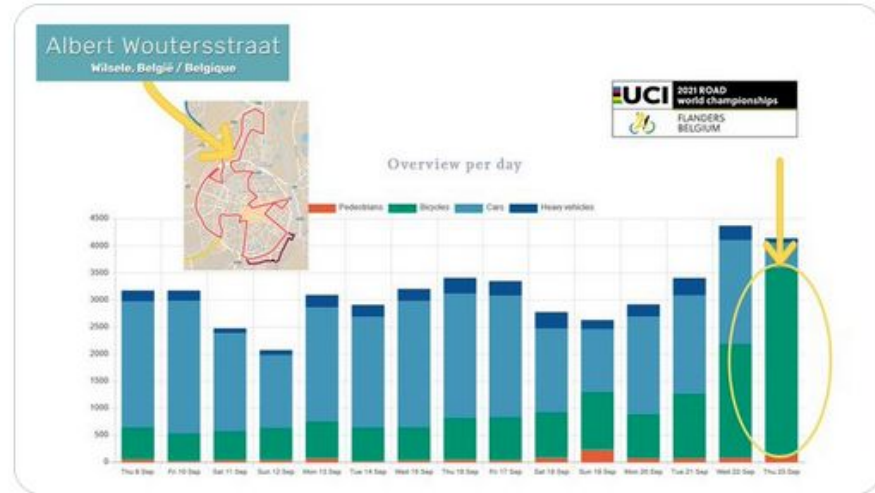 Albert Woutersstraat
Wilsele, België / Belgique
UCI 2021 ROAD
world championships
FLANDERS
BELGIUM
Overview per day
Pedestrians Bicycles Cars Heavy vehicles
4500
4000
3500
3000
2500
2000
1500
1000
500
0
Thu 9 Sep Fri 10 Sep Sat 11 Sep Sun 12 Sep Mon 13 Sep Tue 14 Sep Wed 15 Sep Thu 16 Sep Fri 17 Sep Sat 18 Sep Sun 19 Sep Mon 20 Sep Tue 21 Sep Wed 22 Sep Thu 23 Sep